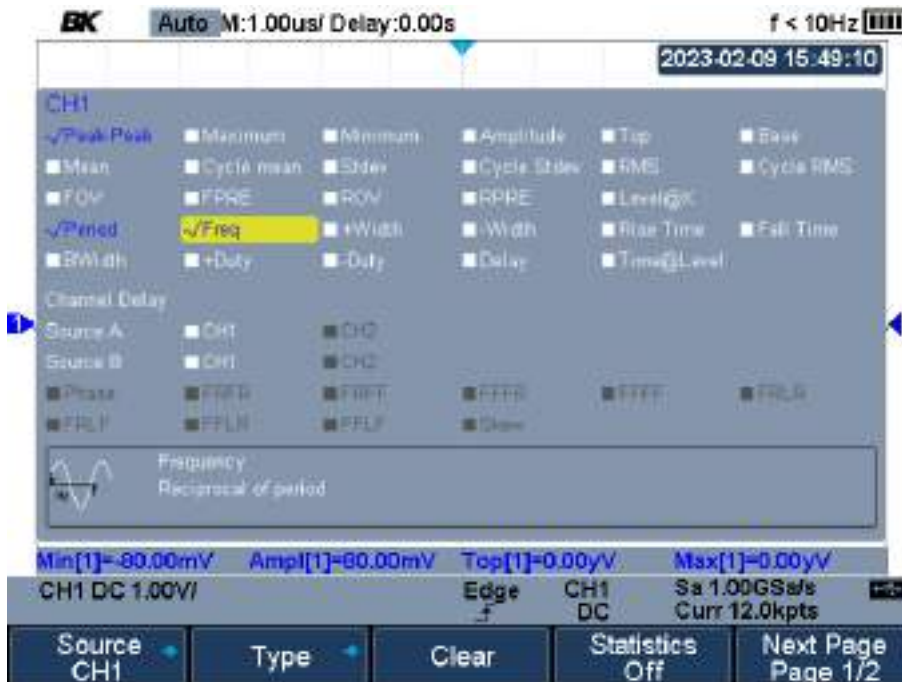 BK Auto M:1.00us/ Delay:0.00s f < 10Hz
2023-02-09 15:49:10
CH1
Peak-Peak Maximum Minimum Amplitude Top Base
Mean Cycle mean Stdev Cycle Stdev RMS Cycle RMS
FOV FPRE ROV RPRE Level@X
Period Freq +Width -Width Rise Time Fall Time
BWidth +Duty -Duty Delay Time@Level
Channel Delay
Source A CH1 CH2
Source B CH1 CH2
Phase FRFR FRFF FFFR FFFF FRLR
FRLF FFLR FFLF Skew
Frequency
Reciprocal of period
Min[1]=-80.00mV Ampl[1]=80.00mV Top[1]=0.00yV Max[1]=0.00yV
CH1 DC 1.00V/ Edge CH1 Sa 1.00GSa/s
DC Curr 12.0kpts
Source Type Clear Statistics Next Page
CH1 Off Page 1/2
1